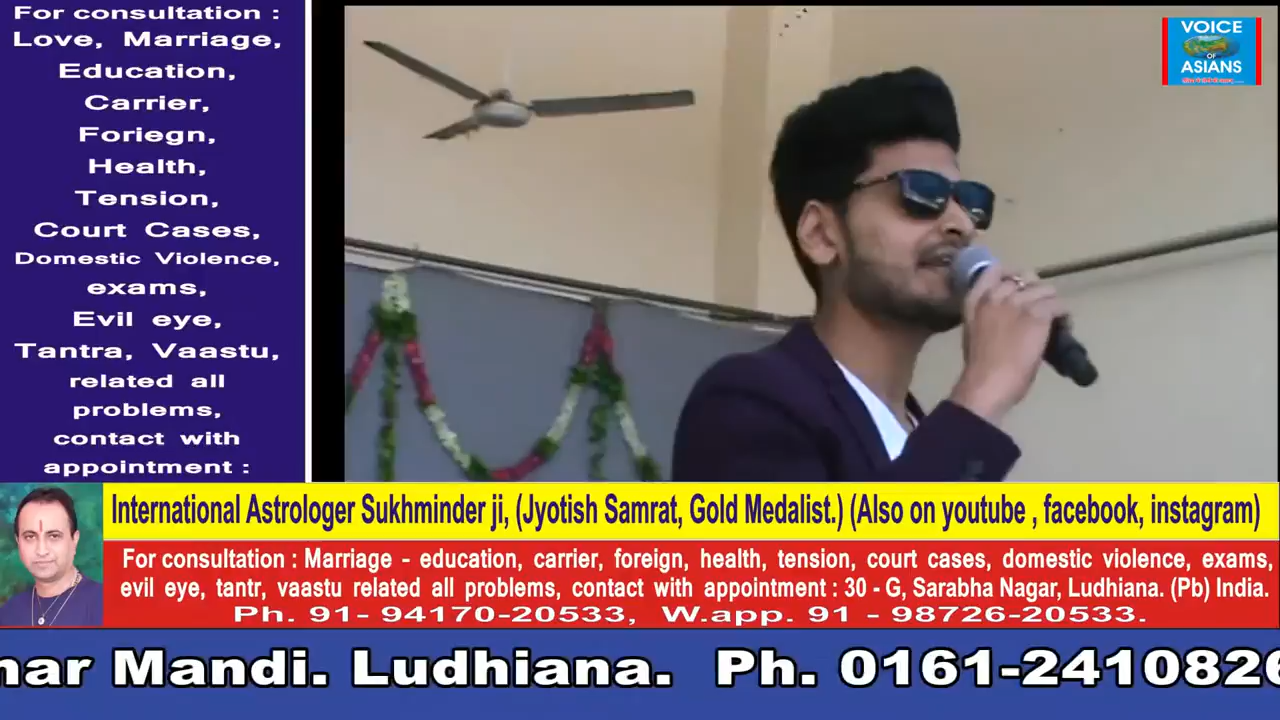 For consultation :
Love, Marriage,
Education,
Carrier,
Foriegn,
Health,
Tension,
Court Cases,
Domestic Violence,
exams,
Evil eye,
Tantra, Vaastu,
related all
problems,
contact with
appointment :
VOICE
OF
ASIANS
International Astrologer Sukhminder ji, (Jyotish Samrat, Gold Medalist.) (Also on youtube , facebook, instagram)
For consultation : Marriage - education, carrier, foreign, health, tension, court cases, domestic violence, exams,
evil eye, tantr, vaastu related all problems, contact with appointment : 30 - G, Sarabha Nagar, Ludhiana. (Pb) India.
Ph. 91- 94170-20533, W.app. 91 - 98726-20533.
Mandi. Ludhiana. Ph. 0161-2410826